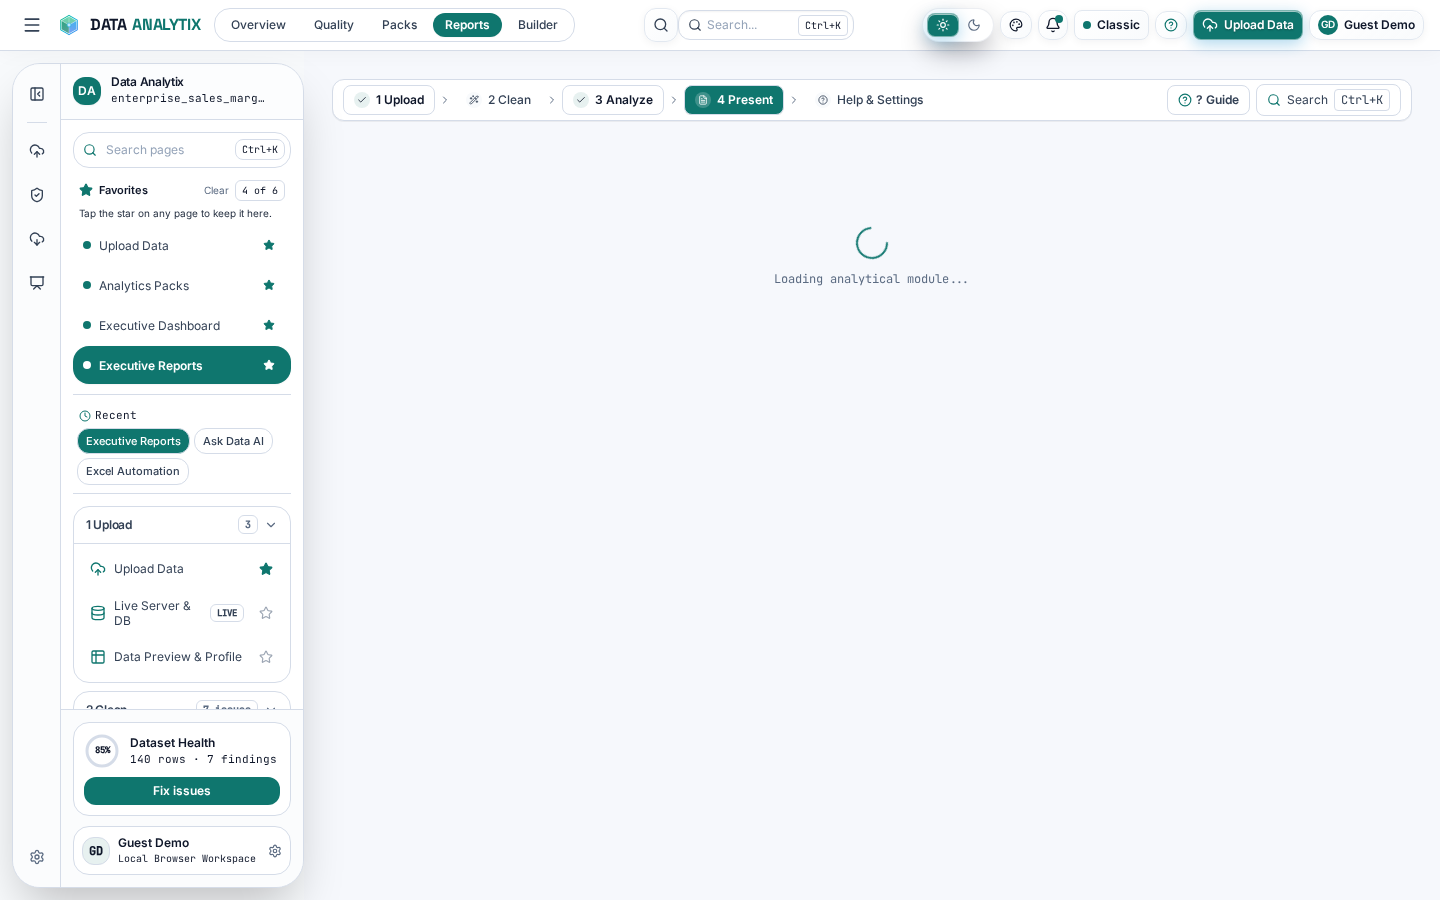 DATA ANALYTIX
Overview
Quality
Packs
Reports
Builder
Search...
Ctrl+K
Classic
Upload Data
GD
Guest Demo
DA
Data Analytix
enterprise_sales_marg…
Search pages
Ctrl+K
Favorites
Clear
4 of 6
Tap the star on any page to keep it here.
Upload Data
Analytics Packs
Executive Dashboard
Executive Reports
Recent
Executive Reports
Ask Data AI
Excel Automation
1 Upload
3
Upload Data
Live Server &
DB
LIVE
Data Preview & Profile
2 Clean
7 issues
85%
Dataset Health
140 rows · 7 findings
Fix issues
GD
Guest Demo
Local Browser Workspace
1 Upload
2 Clean
3 Analyze
4 Present
Help & Settings
? Guide
Search
Ctrl+K
Loading analytical module...